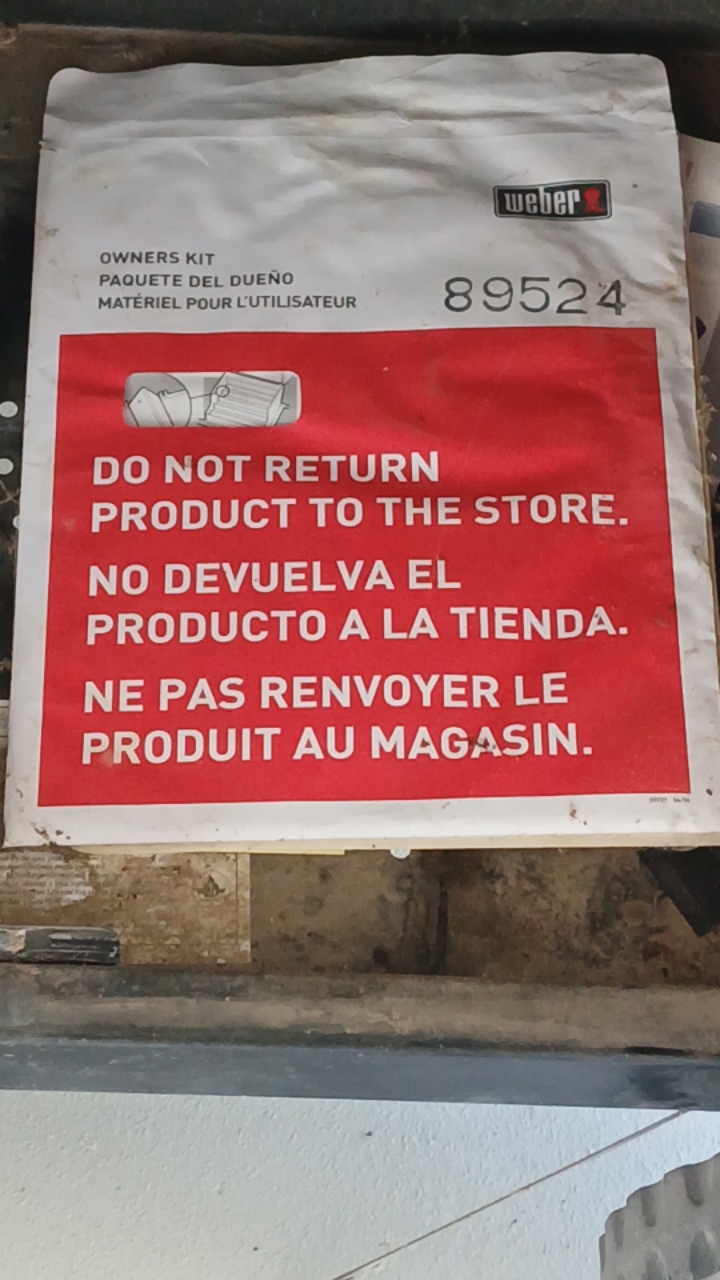 weber
OWNERS KIT
PAQUETE DEL DUEÑO
MATÉRIEL POUR L'UTILISATEUR
89524
DO NOT RETURN
PRODUCT TO THE STORE.
NO DEVUELVA EL
PRODUCTO A LA TIENDA.
NE PAS RENVOYER LE
PRODUIT AU MAGASIN.